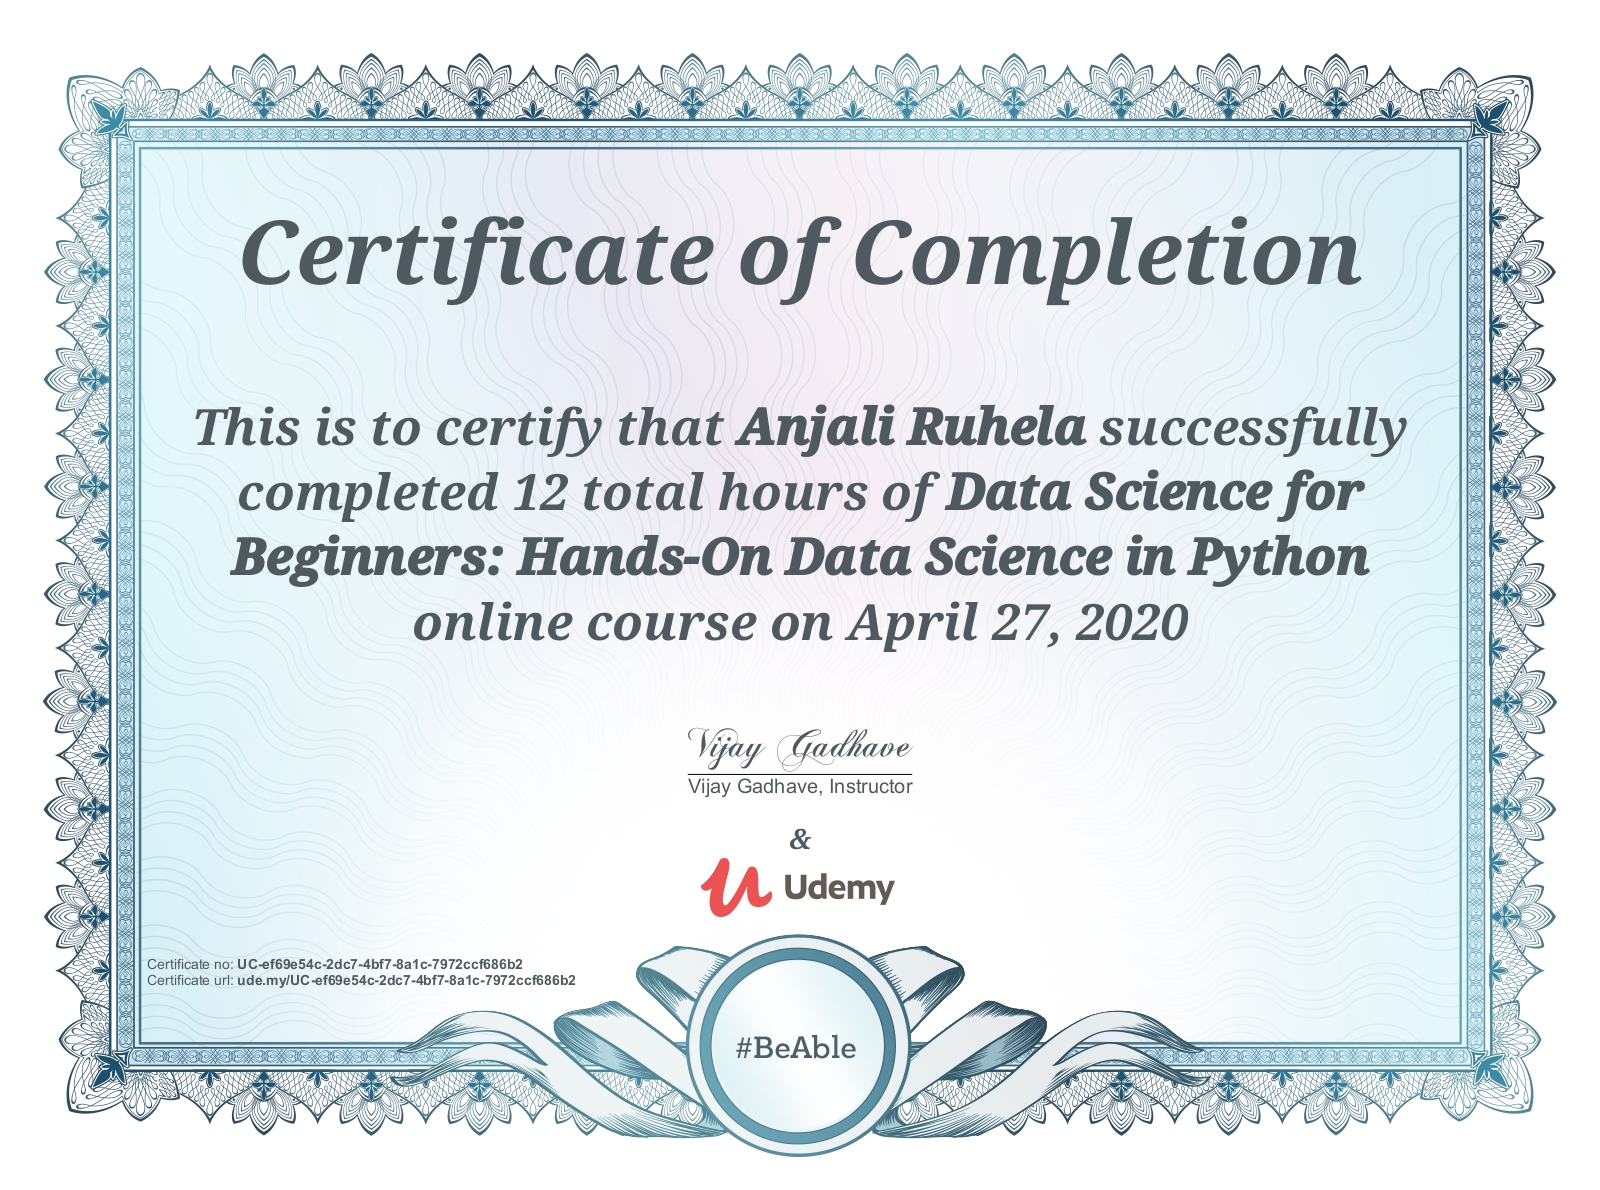 Certificate of Completion
This is to certify that Anjali Ruhela successfully
completed 12 total hours of Data Science for
Beginners: Hands-On Data Science in Python
online course on April 27, 2020
Vijay Gadhave
Vijay Gadhave, Instructor
&
Udemy
Certificate no: UC-ef69e54c-2dc7-4bf7-8a1c-7972ccf686b2
Certificate url: ude.my/UC-ef69e54c-2dc7-4bf7-8a1c-7972ccf686b2
#BeAble